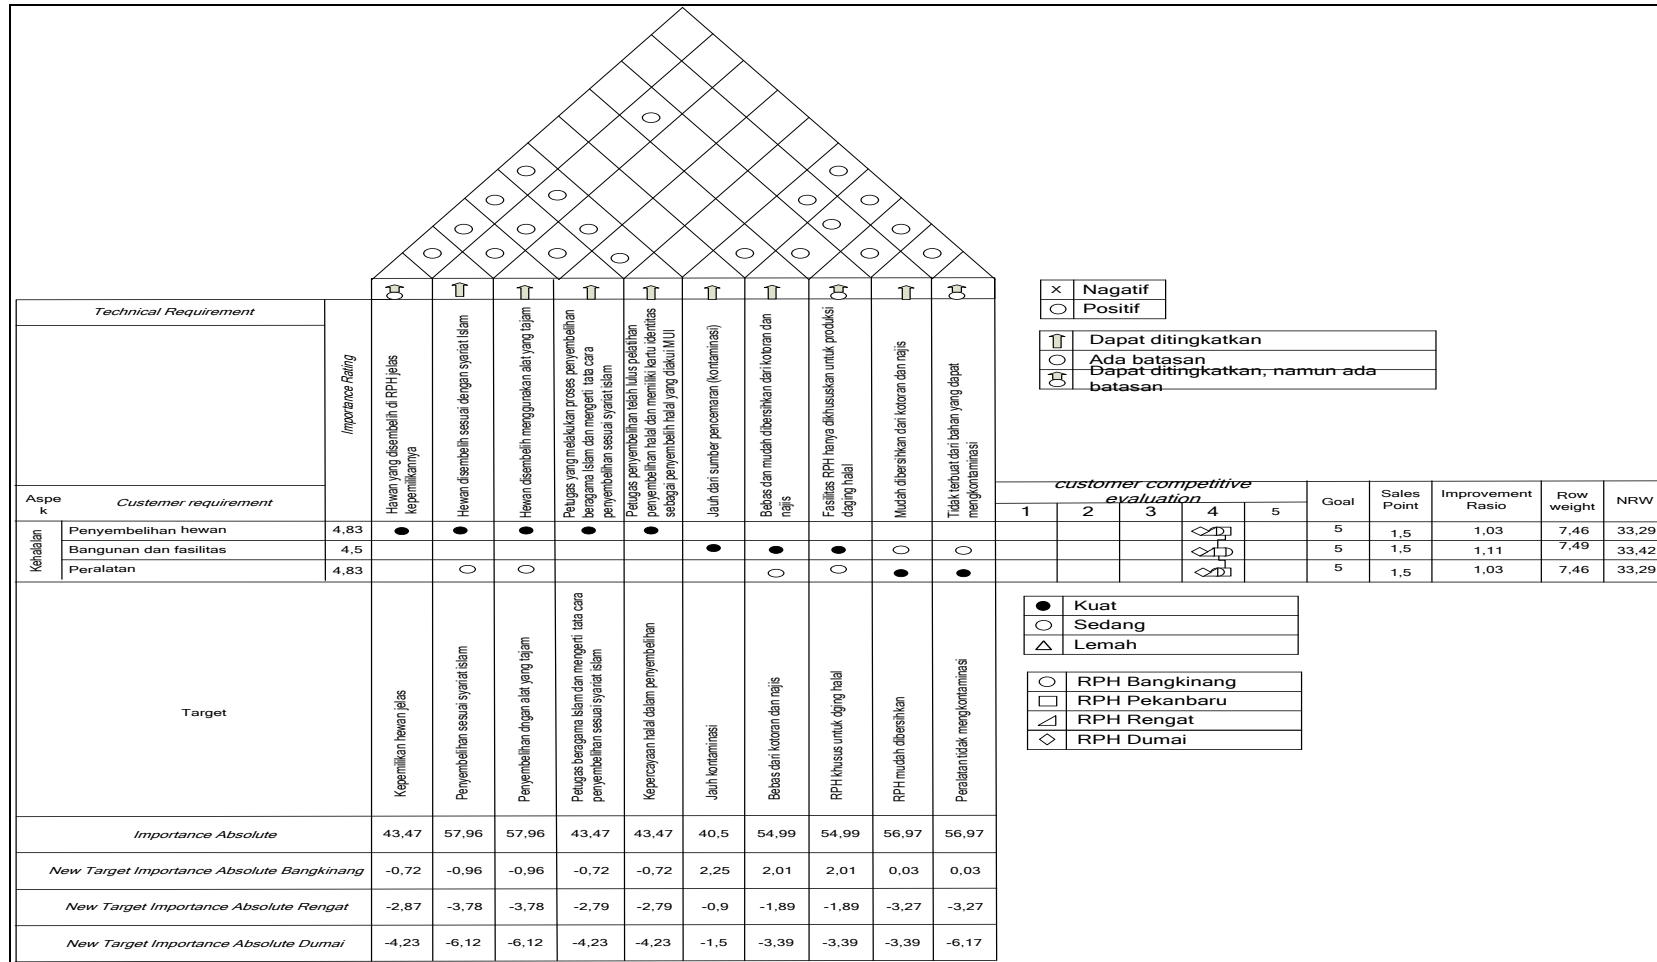 x Nagatif
Positif
Dapat ditingkatkan
Ada batasan
Dapat ditingkatkan, namun ada
batasan
Technical Requirement
Importance Rating
Hawan yang disembelih di RPH jelas
kepemilikannya
Hewan disembelih sesuai dengan syariat Islam
Hewan disembelih menggunakan alat yang tajam
Petugas yang melakukan proses penyembelihan
beragama Islam dan mengerti tata cara
penyembelihan sesuai syariat islam
Petugas penyembelihan telah lulus pelatihan
penyembelihan halal dan memiliki kartu identitas
sebagai penyembelih halal yang diakui MUI
Jauh dari sumber pencemaran (kontaminasi)
Bebas dan mudah dibersihkan dari kotoran dan
najis
Fasilitas RPH hanya dikhususkan untuk produksi
daging halal
Mudah dibersihkan dari kotoran dan najis
Tidak terbuat dari bahan yang dapat
mengkontaminasi
Aspe
k
Custemer requirement
customer competitive
evaluation
1 2 3 4 5
Goal
Sales
Point
Improvement
Rasio
Row
weight
NRW
Kehalalan
Penyembelihan hewan 4,83 5 1,5 1,03 7,46 33,29
Bangunan dan fasilitas 4,5 5 1,5 1,11 7,49 33,42
Peralatan 4,83 5 1,5 1,03 7,46 33,29
Kuat
Sedang
Lemah
RPH Bangkinang
RPH Pekanbaru
RPH Rengat
RPH Dumai
Target
Kepemilikan hewan jelas
Penyembelihan sesuai syariat islam
Penyembelihan dngan alat yang tajam
Petugas beragama Islam dan mengerti tata cara
penyembelihan sesuai syariat islam
Kepercayaan halal dalam penyembelihan
Jauh kontaminasi
Bebas dari kotoran dan najis
RPH khusus untuk dging halal
RPH mudah dibersihkan
Peralatan tidak mengkontaminasi
Importance Absolute 43,47 57,96 57,96 43,47 43,47 40,5 54,99 54,99 56,97 56,97
New Target Importance Absolute Bangkinang -0,72 -0,96 -0,96 -0,72 -0,72 2,25 2,01 2,01 0,03 0,03
New Target Importance Absolute Rengat -2,87 -3,78 -3,78 -2,79 -2,79 -0,9 -1,89 -1,89 -3,27 -3,27
New Target Importance Absolute Dumai -4,23 -6,12 -6,12 -4,23 -4,23 -1,5 -3,39 -3,39 -3,39 -6,17